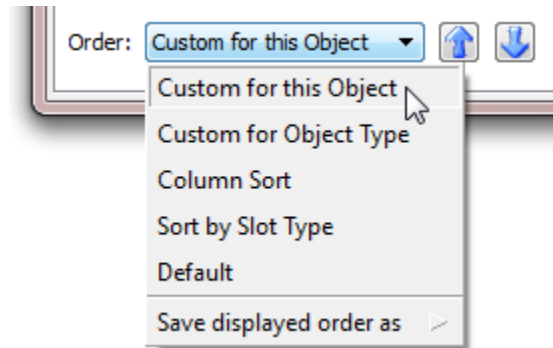 Order: Custom for this Object
Custom for this Object
Custom for Object Type
Column Sort
Sort by Slot Type
Default
Save displayed order as